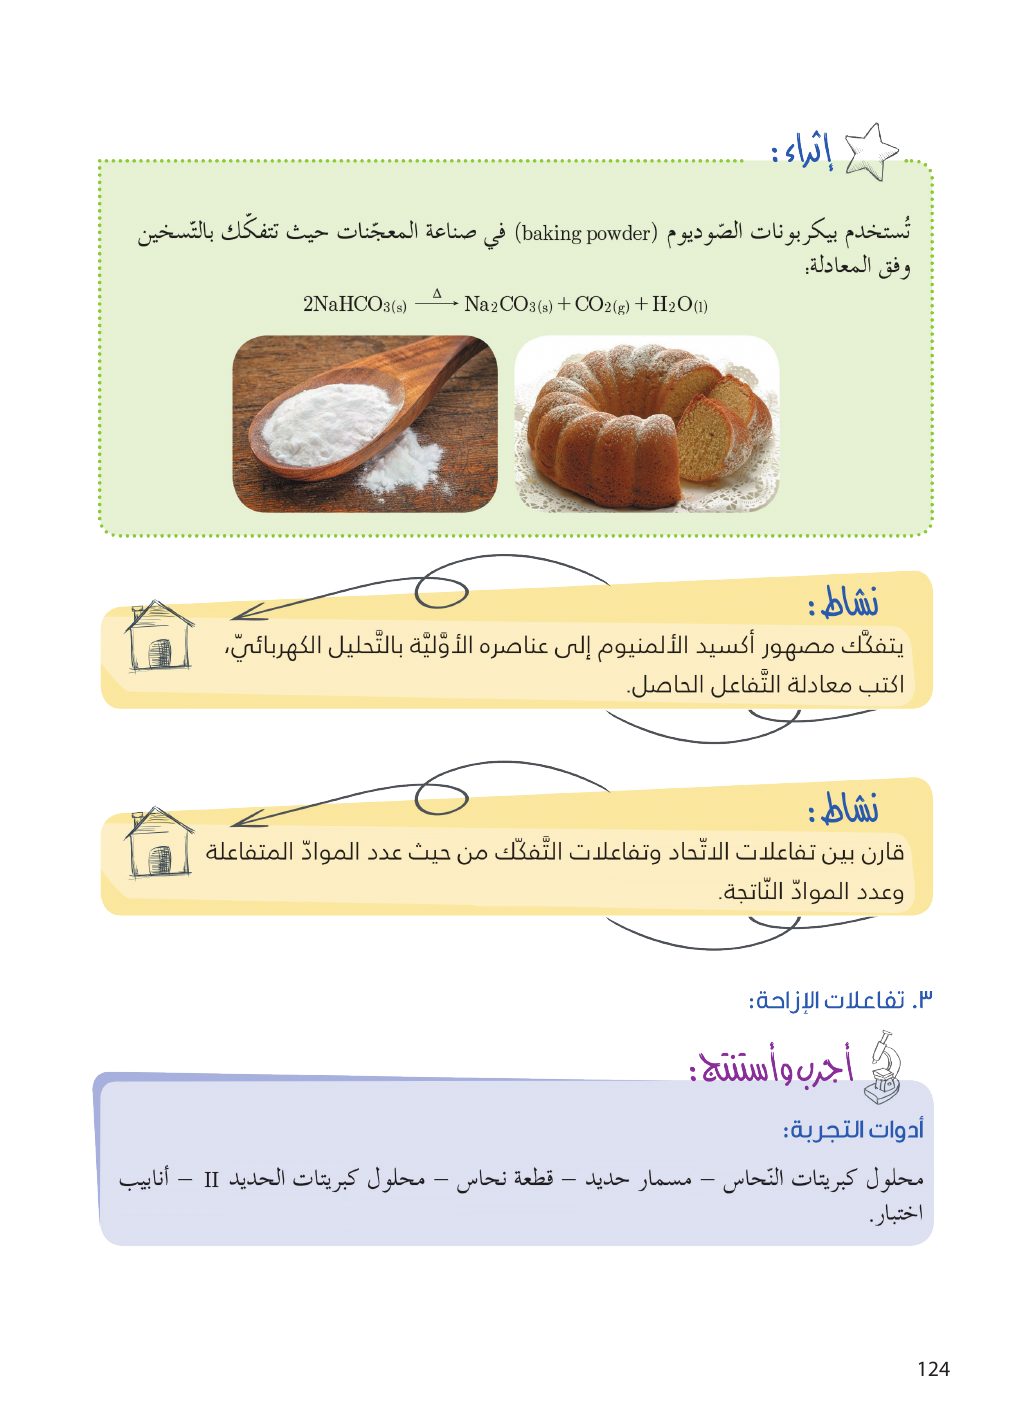 إثراء:
تُستخدم بيكربونات الصّوديوم (baking powder) في صناعة المعجّنات حيث تتفكّك بالتّسخين
وفق المعادلة:
2NaHCO3(s) —Δ→ Na2CO3(s) + CO2(g) + H2O(l)
نشاط:
يتفكَّك مصهور أكسيد الألمنيوم إلى عناصره الأوَّليَّة بالتَّحليل الكهربائيّ،
اكتب معادلة التَّفاعل الحاصل.
نشاط:
قارن بين تفاعلات الاتّحاد وتفاعلات التَّفكّك من حيث عدد الموادّ المتفاعلة
وعدد الموادّ النّاتجة.
٣. تفاعلات الإزاحة:
أجرب وأستنتج:
أدوات التجربة:
محلول كبريتات النّحاس – مسمار حديد – قطعة نحاس – محلول كبريتات الحديد II – أنابيب
اختبار.
124